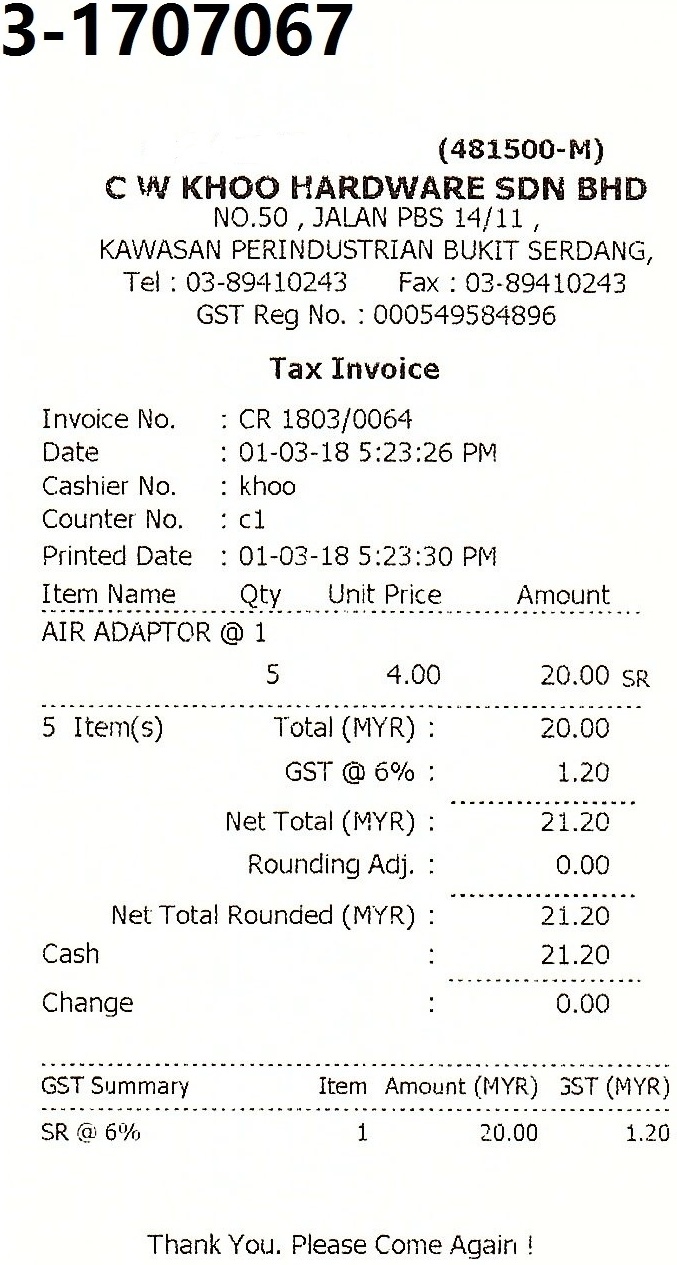 3-1707067
(481500-M)
C W KHOO HARDWARE SDN BHD
NO.50 , JALAN PBS 14/11 ,
KAWASAN PERINDUSTRIAN BUKIT SERDANG,
Tel : 03-89410243 Fax : 03-89410243
GST Reg No. : 000549584896
Tax Invoice
Invoice No. : CR 1803/0064
Date : 01-03-18 5:23:26 PM
Cashier No. : khoo
Counter No. : c1
Printed Date : 01-03-18 5:23:30 PM
Item Name Qty Unit Price Amount
AIR ADAPTOR @ 1
5 4.00 20.00 SR
5 Item(s) Total (MYR) : 20.00
GST @ 6% : 1.20
Net Total (MYR) : 21.20
Rounding Adj. : 0.00
Net Total Rounded (MYR) : 21.20
Cash : 21.20
Change : 0.00
GST Summary Item Amount (MYR) GST (MYR)
SR @ 6% 1 20.00 1.20
Thank You. Please Come Again !